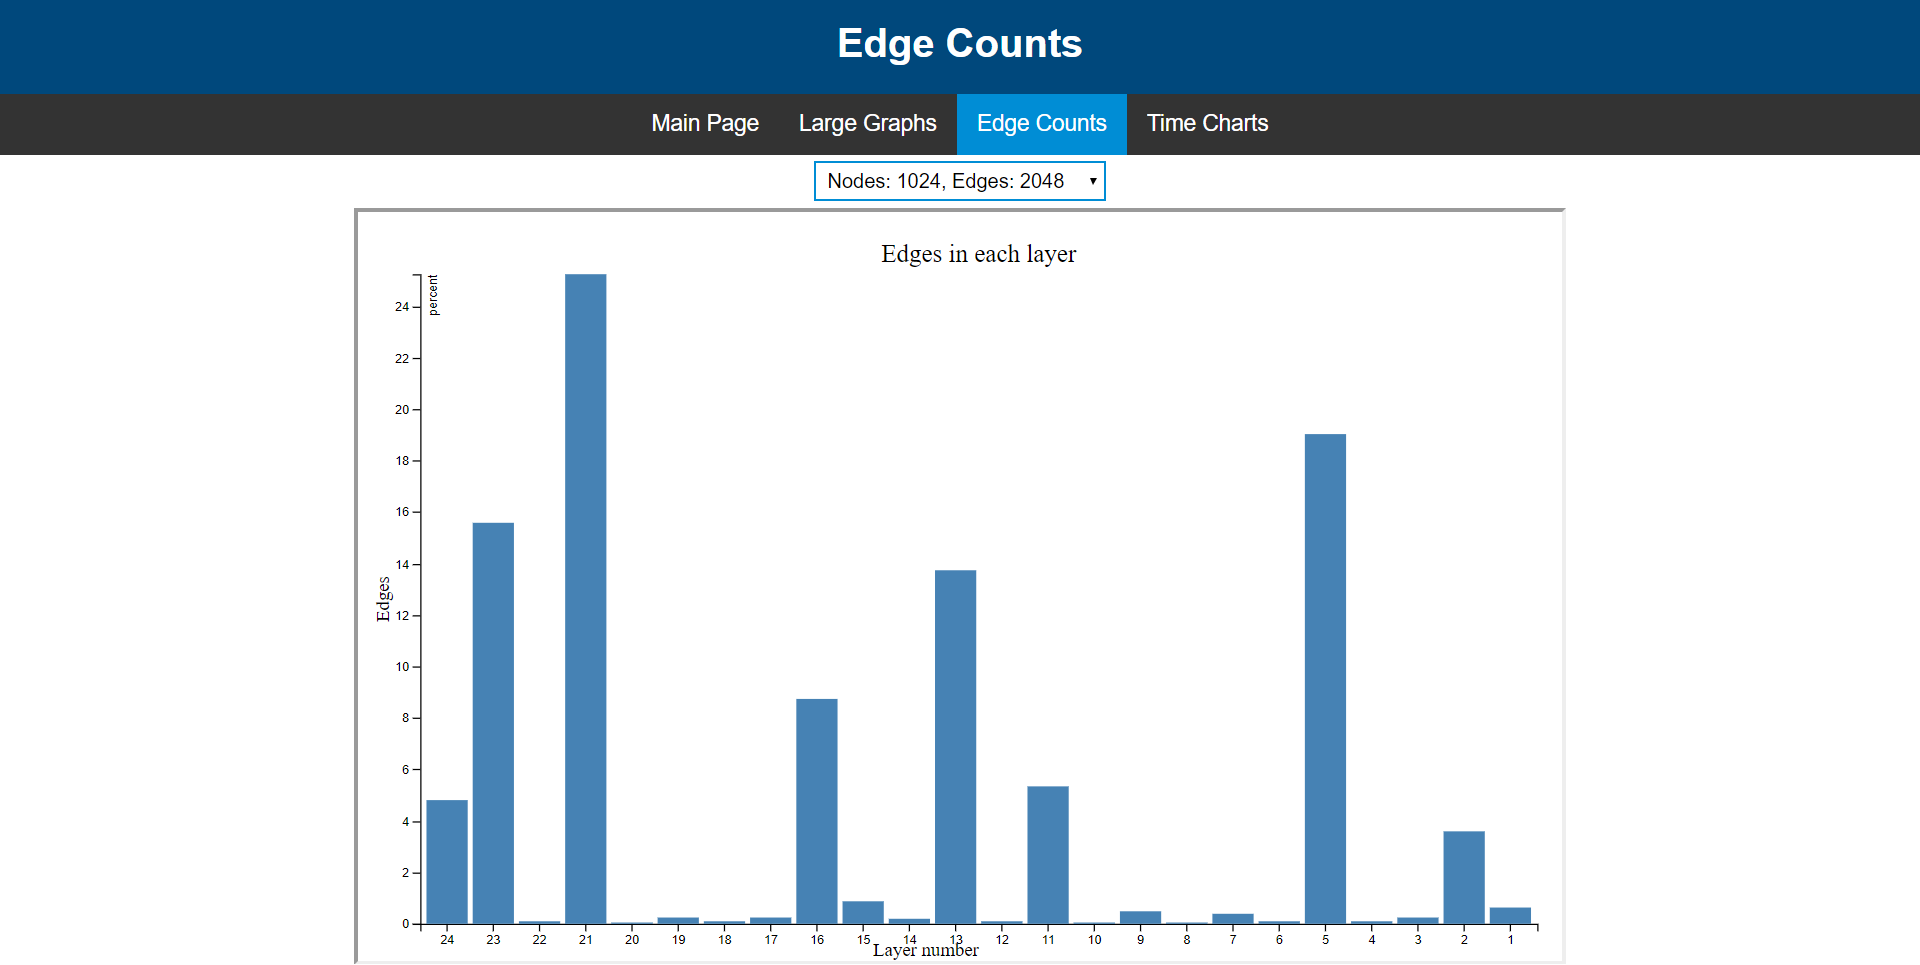 Edge Counts
Main Page Large Graphs Edge Counts Time Charts
Nodes: 1024, Edges: 2048
Edges in each layer
percent
24
22
20
18
16
14
12
10
8
6
4
2
0
Edges
24 23 22 21 20 19 18 17 16 15 14 13 12 11 10 9 8 7 6 5 4 3 2 1
Layer number